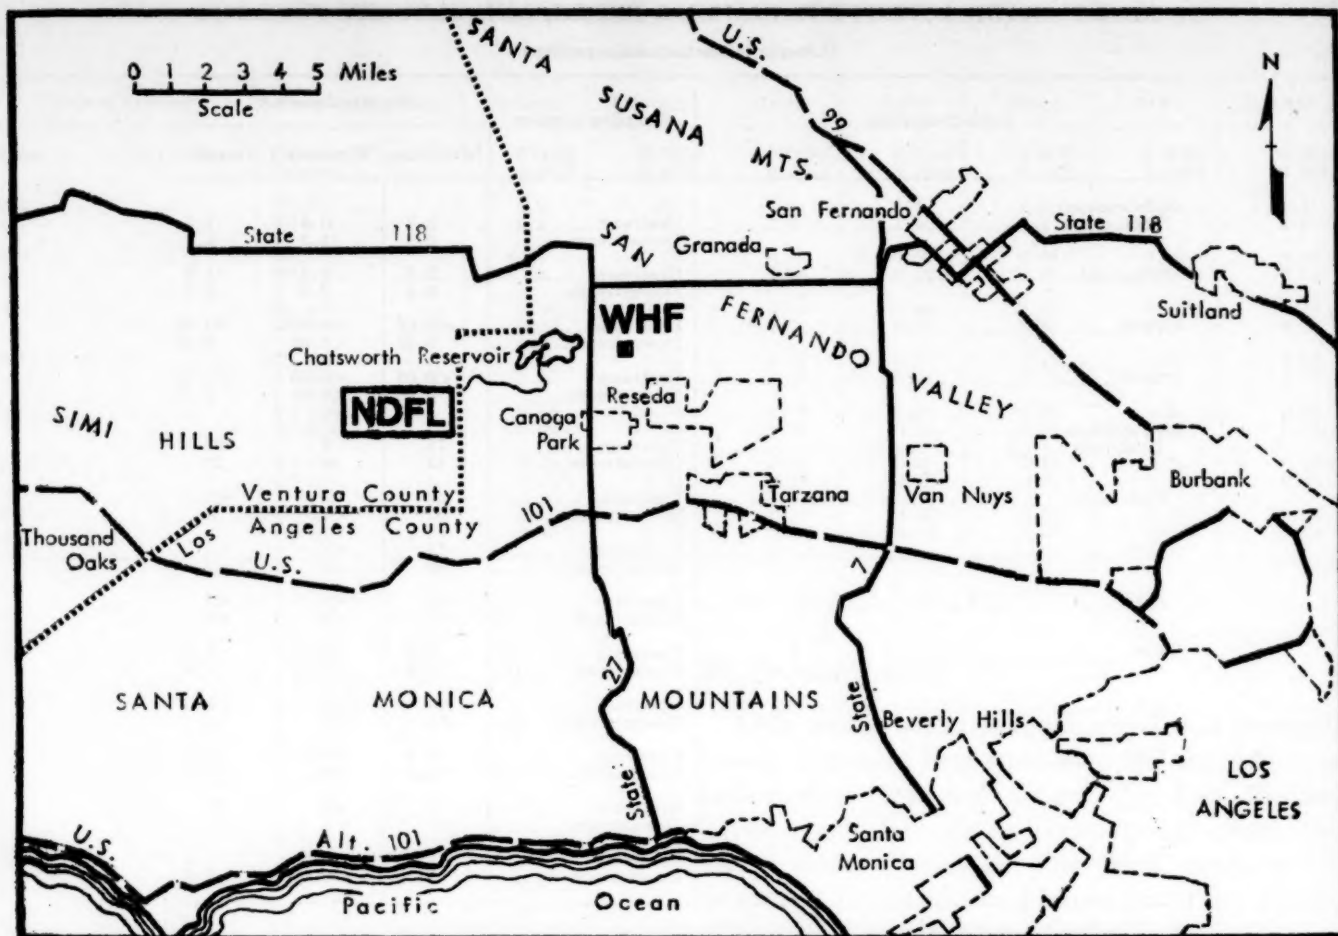 SANTA
SUSANA
MTS.
U.S.
99
N
0 1 2 3 4 5 Miles
Scale
San Fernando
State 118
State 118
SAN
Granada
Suitland
WHF
FERNANDO
VALLEY
Chatsworth Reservoir
NDFL
Reseda
Canoga
Park
SIMI
HILLS
Tarzana
Van Nuys
Burbank
Ventura County
Los Angeles County
101
U.S.
Thousand
Oaks
7
State
27
State
SANTA MONICA MOUNTAINS
Beverly Hills
LOS
ANGELES
Santa
Monica
U.S.
Alt. 101
Pacific Ocean